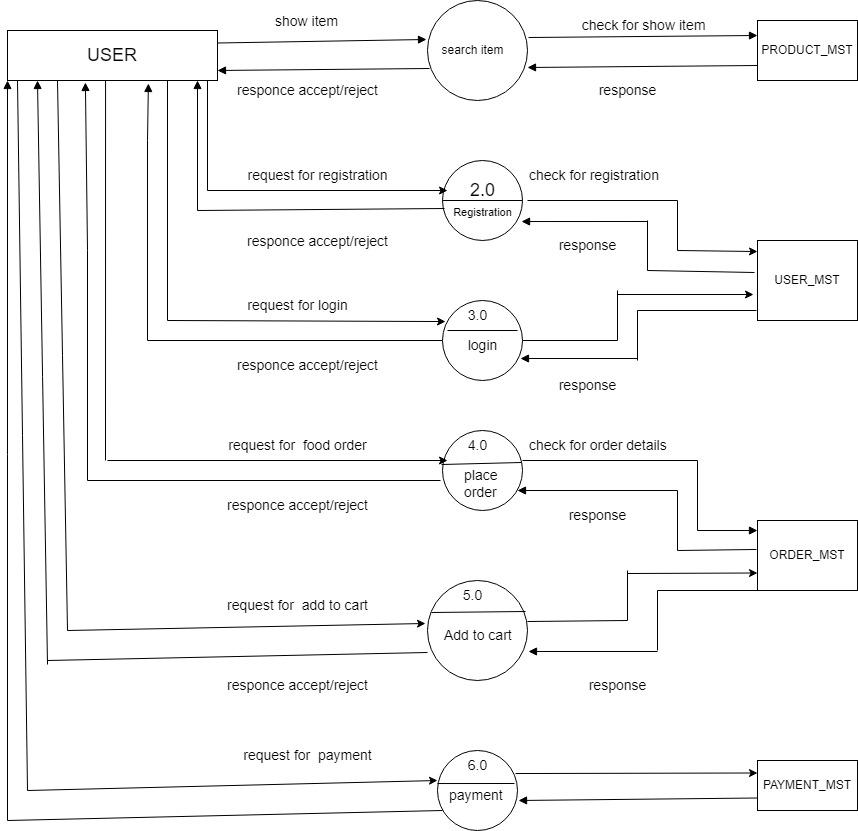 show item
check for show item
USER
search item
PRODUCT_MST
responce accept/reject
response
request for registration
2.0
Registration
check for registration
responce accept/reject
response
USER_MST
request for login
3.0
login
responce accept/reject
response
request for  food order
4.0
place
order
check for order details
responce accept/reject
response
ORDER_MST
request for  add to cart
5.0
Add to cart
responce accept/reject
response
request for  payment
6.0
payment
PAYMENT_MST